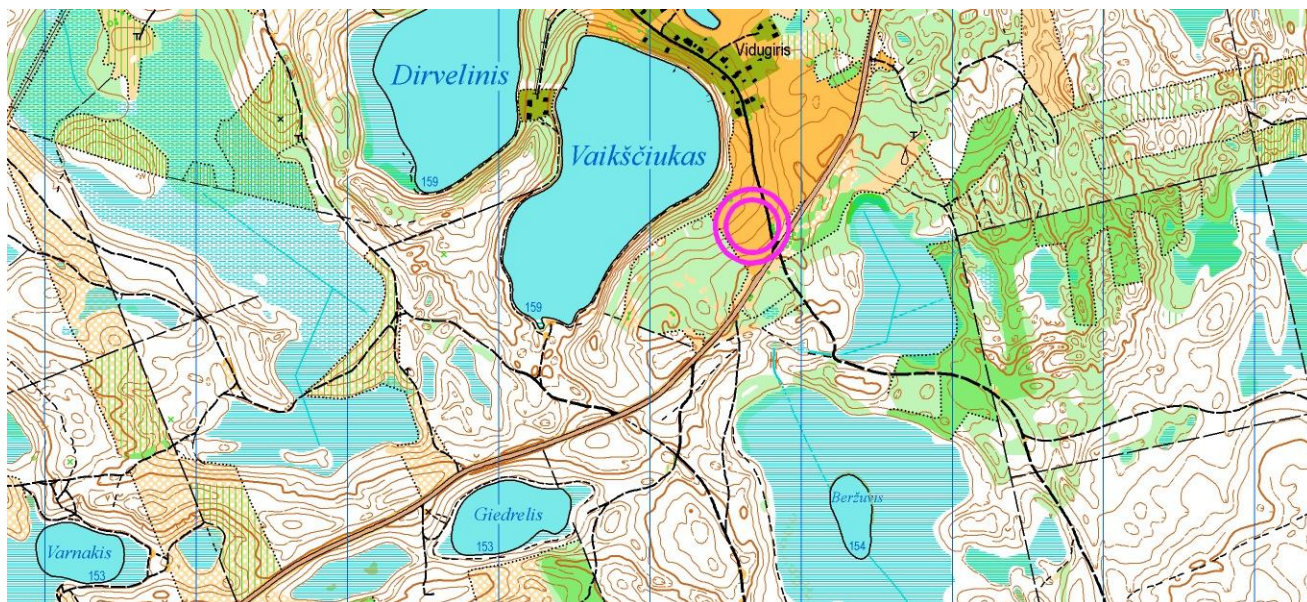 Vidugiris
Dirvelinis
Vaikščiukas
159
159
Giedrelis
Beržuvis
Varnakis
153
154
153